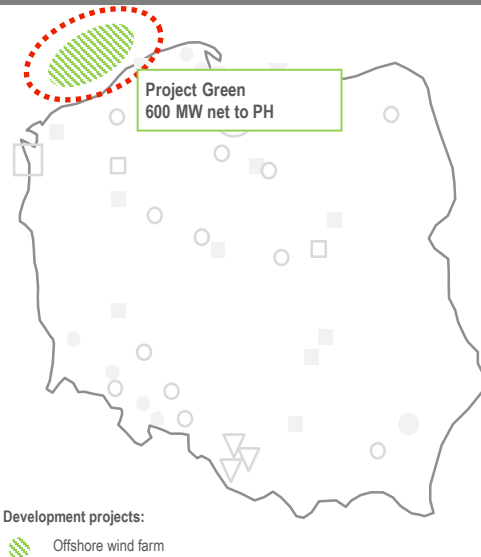 Project Green
600 MW net to PH
Development projects:
Offshore wind farm